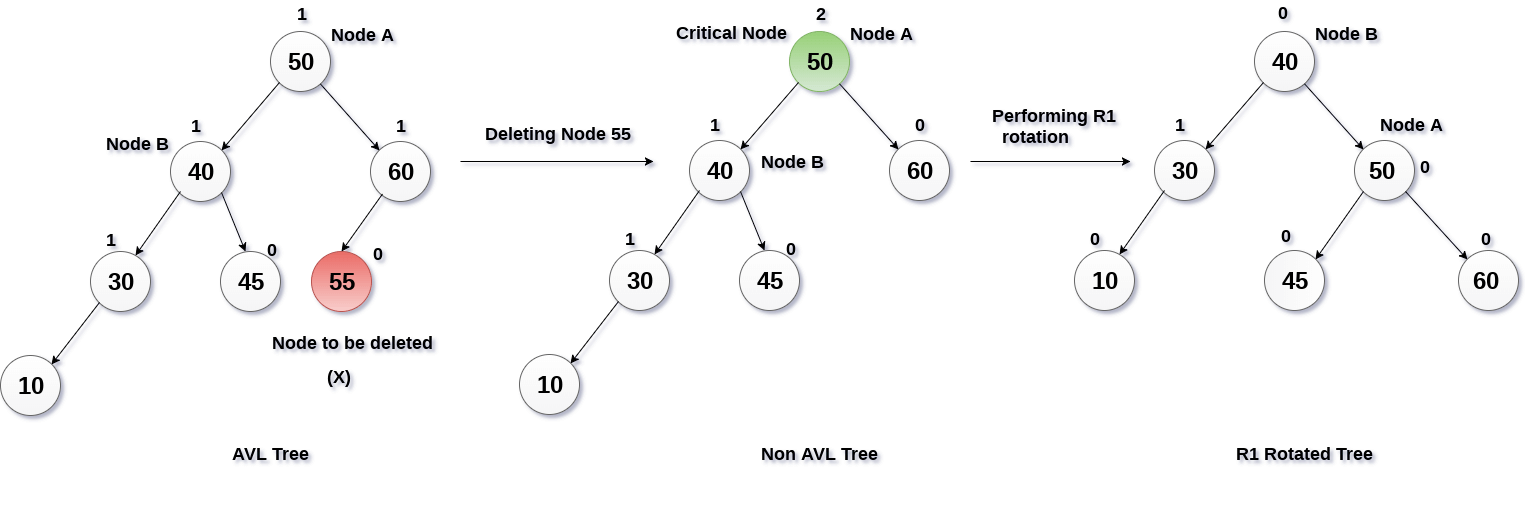 1
Node A
50
1
Node B
40
1
60
1
30
0
45
0
55
10
Node to be deleted
(X)
AVL Tree
Deleting Node 55
2
Critical Node
Node A
50
1
40
Node B
0
60
1
30
0
45
10
Non AVL Tree
Performing R1
rotation
0
Node B
40
1
30
Node A
50
0
0
10
0
45
0
60
R1 Rotated Tree